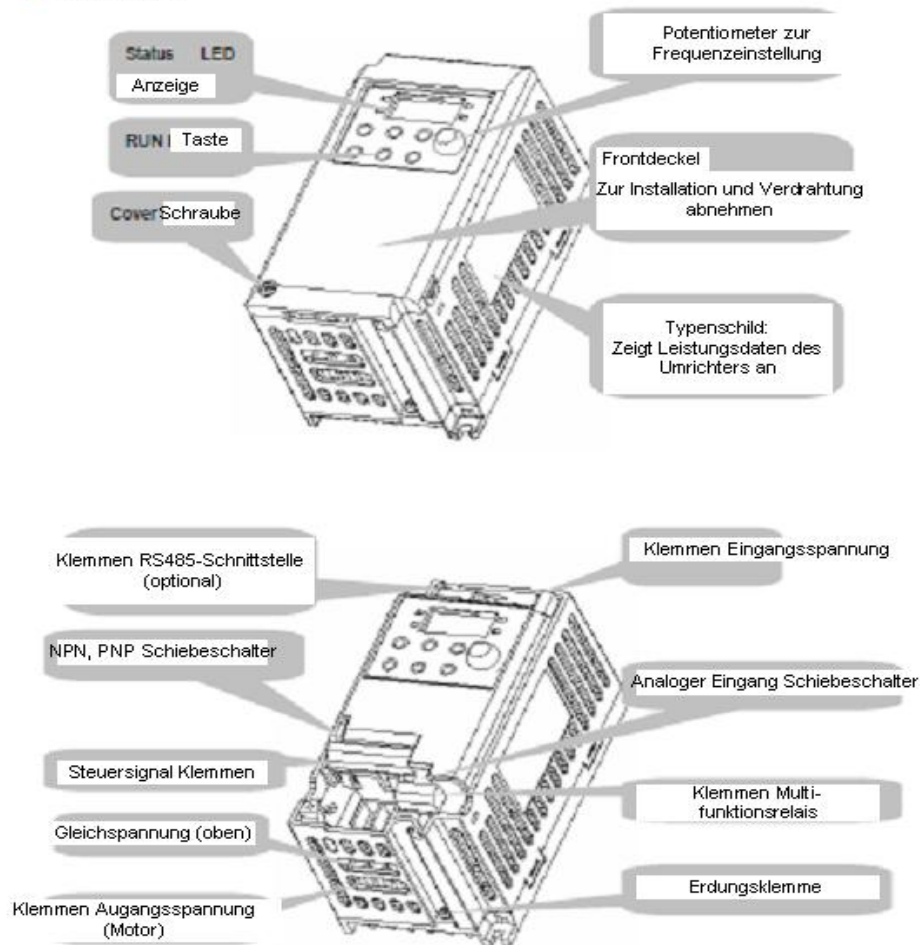 Status LED
Anzeige
Potentiometer zur
Frequenzeinstellung
RUN Taste
Frontdeckel
Zur Installation und Verdrahtung
abnehmen
Cover Schraube
Typenschild:
Zeigt Leistungsdaten des
Umrichters an
Klemmen RS485-Schnittstelle
(optional)
Klemmen Eingangsspannung
NPN, PNP Schiebeschalter
Analoger Eingang Schiebeschalter
Steuersignal Klemmen
Klemmen Multi-
funktionsrelais
Gleichspannung (oben)
Erdungsklemme
Klemmen Augangsspannung
(Motor)